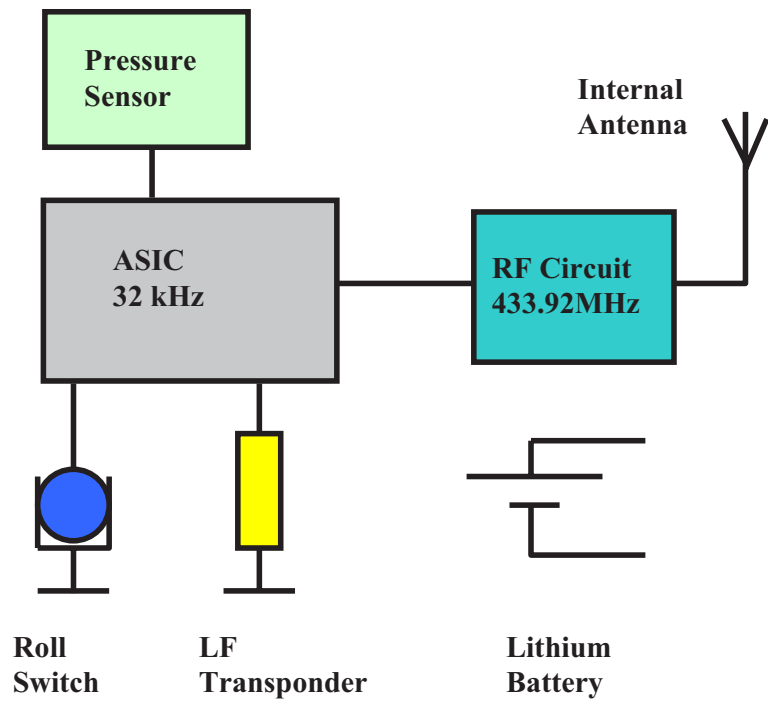 Pressure
Sensor
Internal
Antenna
ASIC
32 kHz
RF Circuit
433.92MHz
Roll
Switch
LF
Transponder
Lithium
Battery